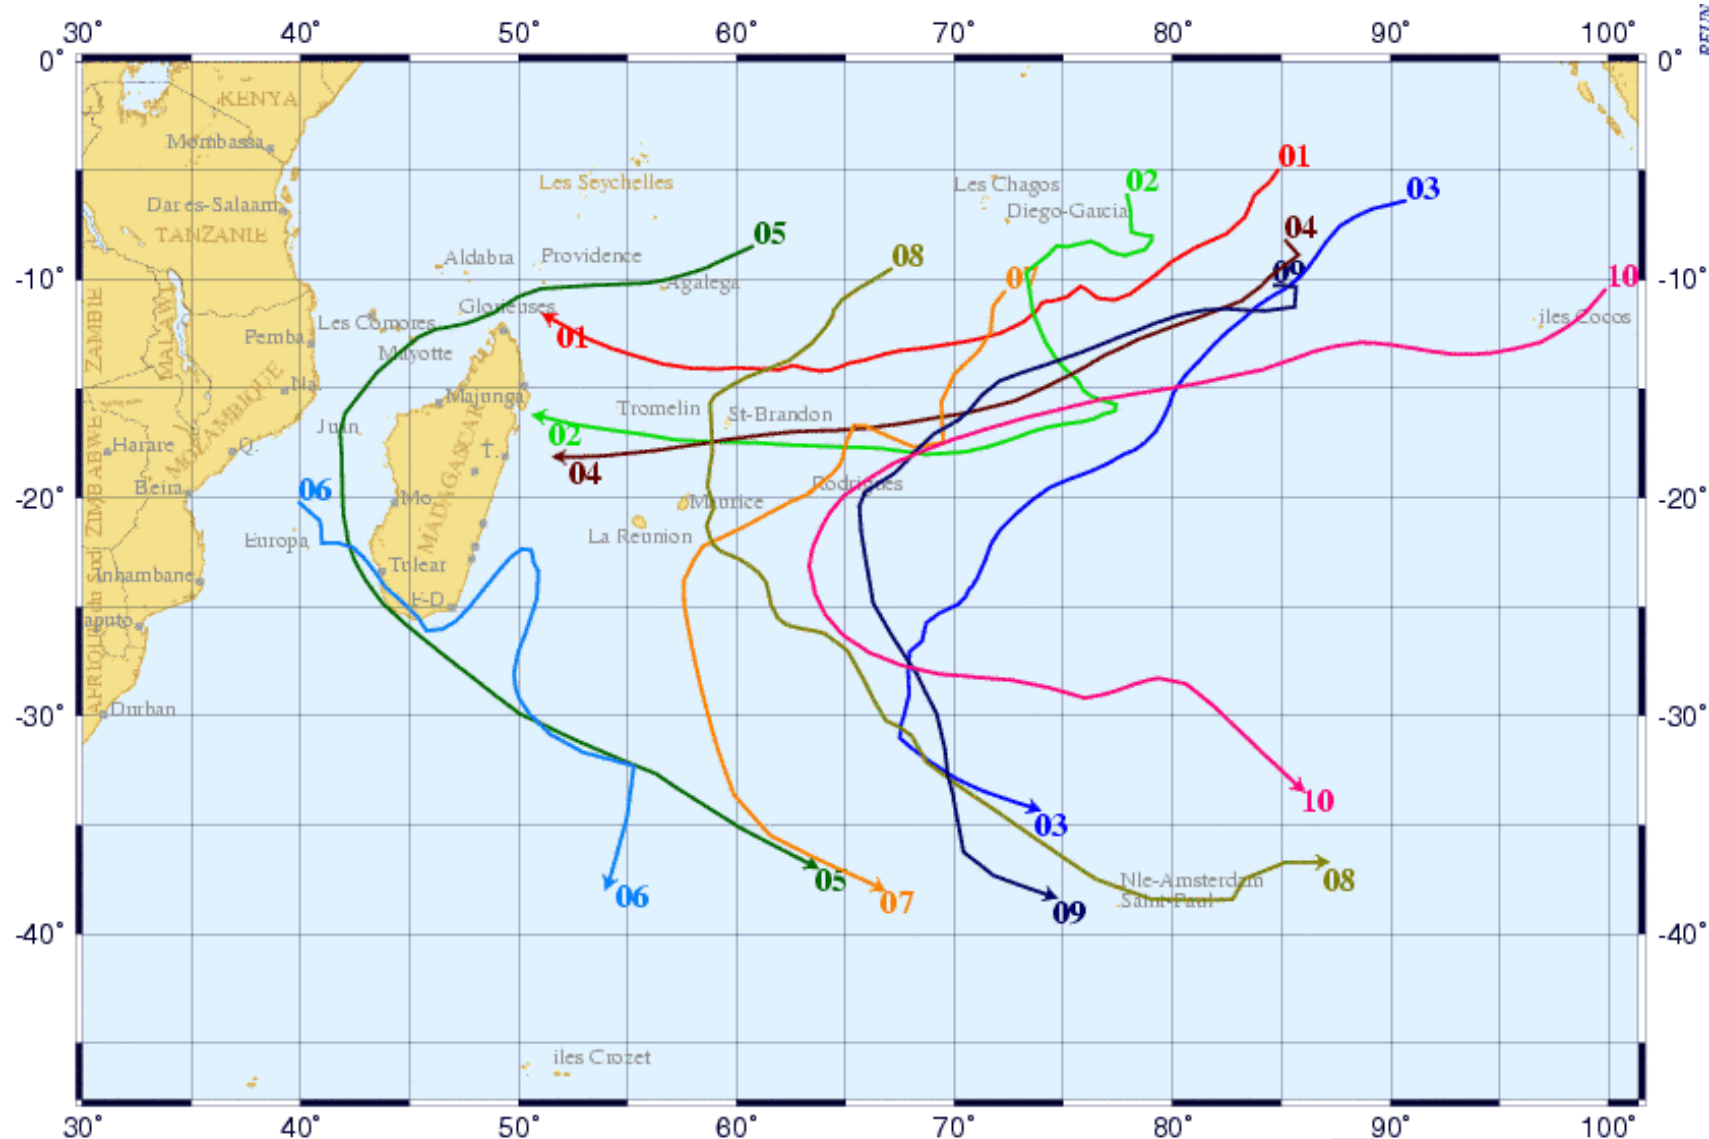 30° 40° 50° 60° 70° 80° 90° 100°
REUN
0° 0°
KENYA
Mombassa
01
Les Seychelles
Les Chagos
02
03
Dar es-Salaam
Diego-Garcia
TANZANIE
05
04
Aldabra
Providence
08
-10° -10°
Agalega
07
09
10
Glorieuses
iles Cocos
Les Comores
Pemba
01
Mayotte
ZAMBIE
MALAWI
MOZAMBIQUE
Na.
Majunga
Tromelin
St-Brandon
Juan
02
Harare
Q.
T.
04
ZIMBABWE
MADAGASCAR
Beira
06
Mo.
Rodrigues
-20° -20°
Maurice
Europa
La Reunion
Tulear
Inhambane
F-D
aputo
AFRIQUE du Sud
Durban
-30° -30°
10
03
05
Nle-Amsterdam
08
06
07
Saint-Paul
09
-40° -40°
iles Crozet
30° 40° 50° 60° 70° 80° 90° 100°